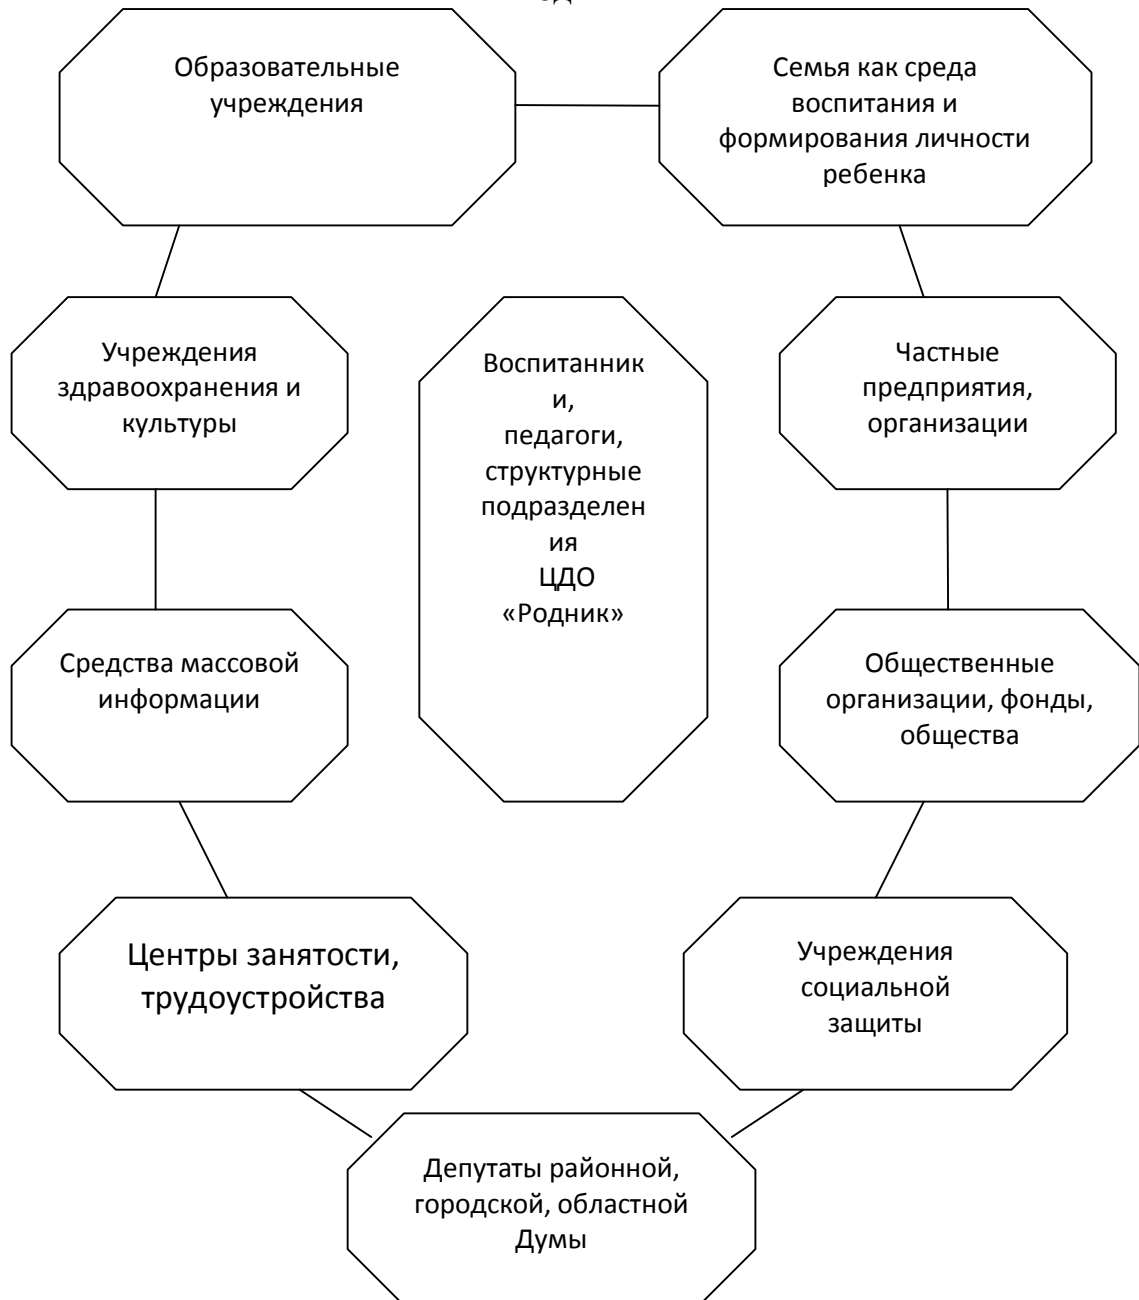 Образовательные
учреждения
Семья как среда
воспитания и
формирования личности
ребенка
Учреждения
здравоохранения и
культуры
Воспитанник
и,
педагоги,
структурные
подразделен
ия
ЦДО
«Родник»
Частные
предприятия,
организации
Средства массовой
информации
Общественные
организации, фонды,
общества
Центры занятости,
трудоустройства
Учреждения
социальной
защиты
Депутаты районной,
городской, областной
Думы